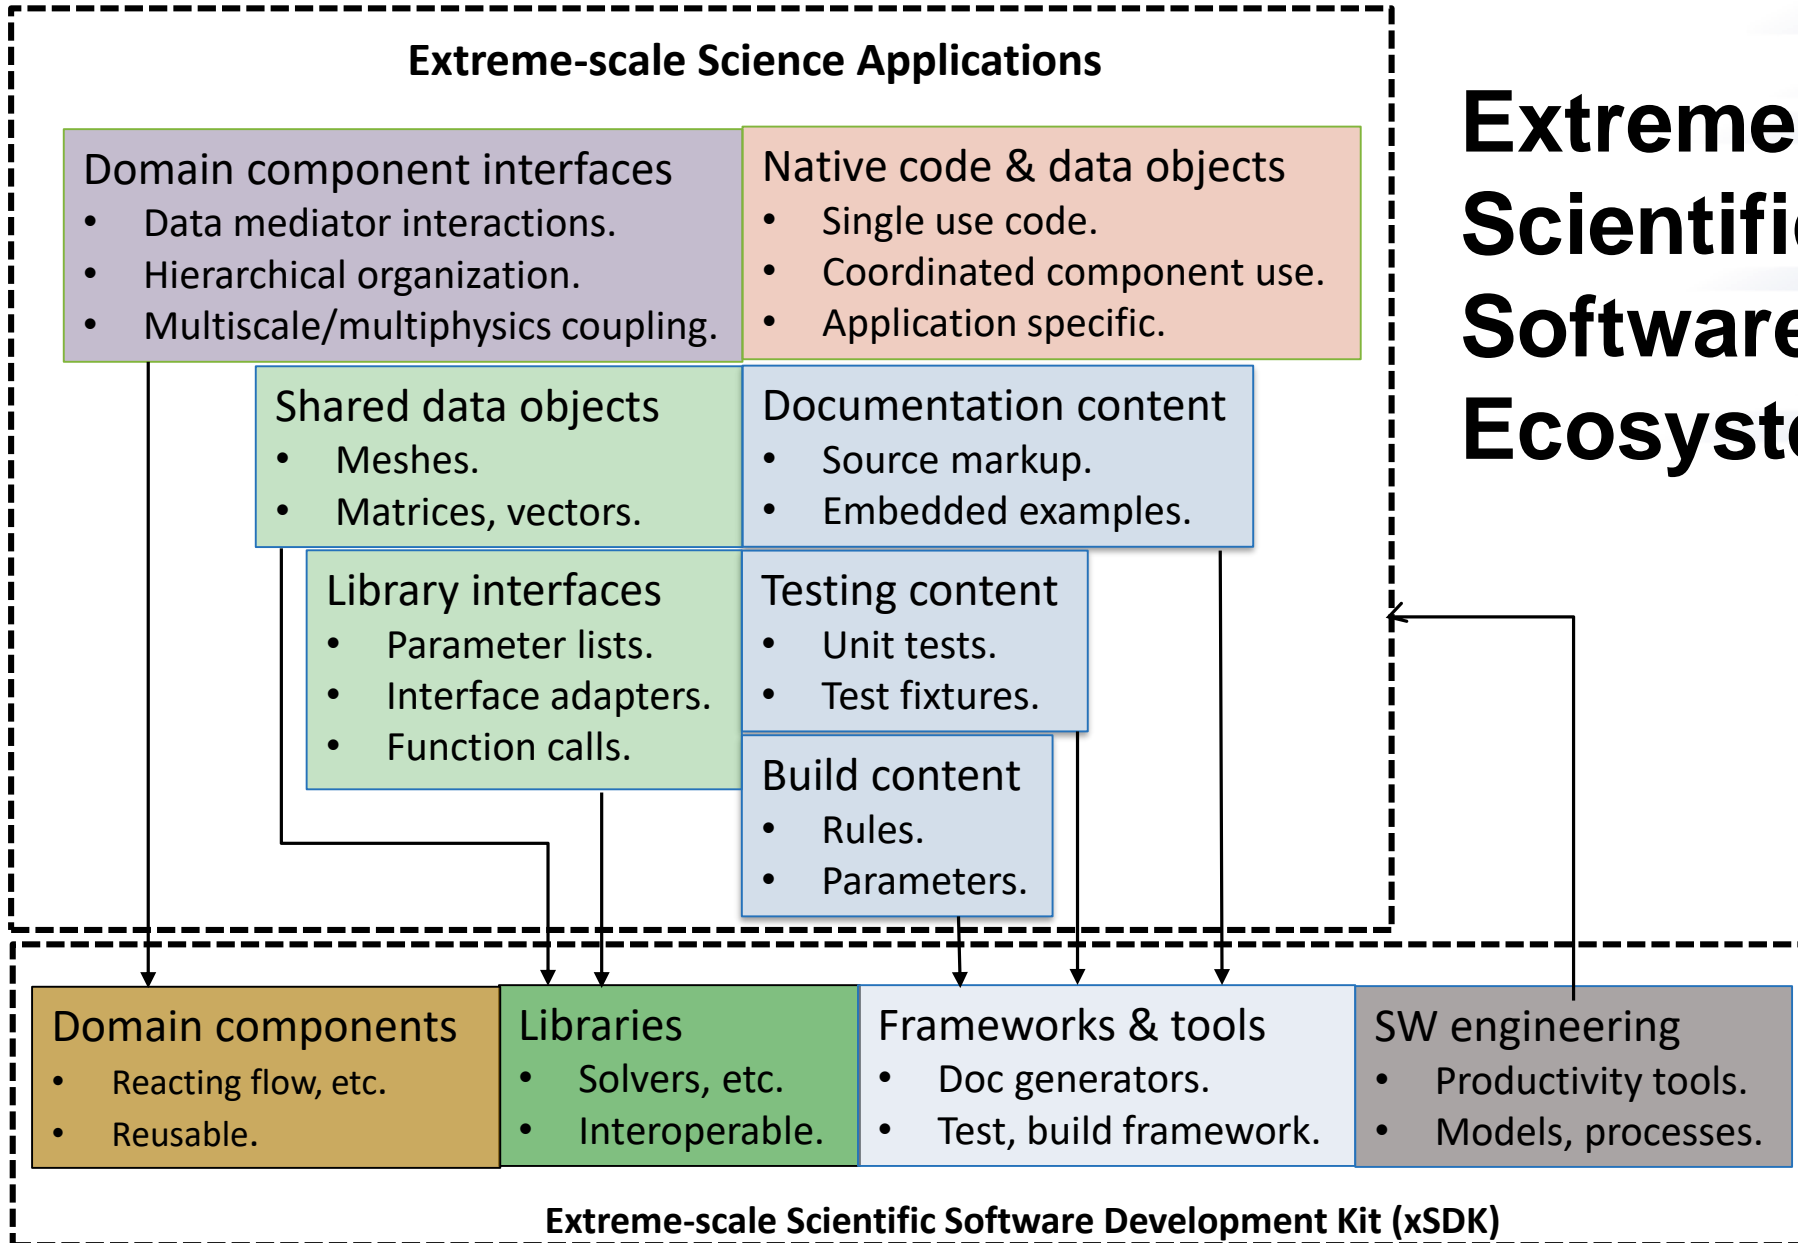 Extreme-scale Science Applications
Extreme
Scientifi
Software
Ecosyste
Domain component interfaces
• Data mediator interactions.
• Hierarchical organization.
• Multiscale/multiphysics coupling.
Native code & data objects
• Single use code.
• Coordinated component use.
• Application specific.
Shared data objects
• Meshes.
• Matrices, vectors.
Documentation content
• Source markup.
• Embedded examples.
Library interfaces
• Parameter lists.
• Interface adapters.
• Function calls.
Testing content
• Unit tests.
• Test fixtures.
Build content
• Rules.
• Parameters.
Domain components
• Reacting flow, etc.
• Reusable.
Libraries
• Solvers, etc.
• Interoperable.
Frameworks & tools
• Doc generators.
• Test, build framework.
SW engineering
• Productivity tools.
• Models, processes.
Extreme-scale Scientific Software Development Kit (xSDK)